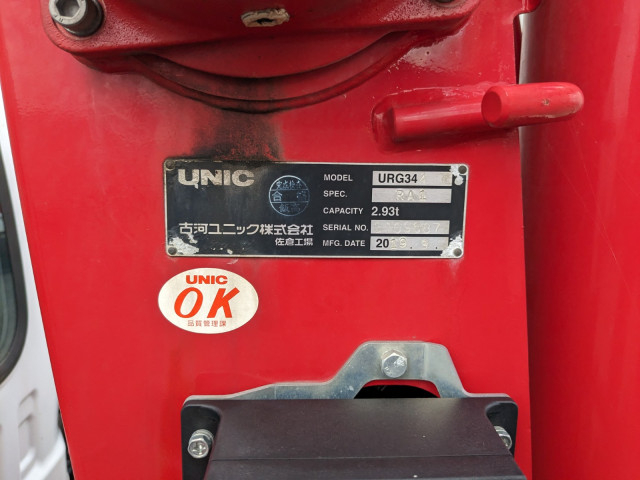 UNIC
MODEL URG34
SPEC.
CAPACITY 2.93t
SERIAL NO.
MFG. DATE
古河ユニック株式会社
佐倉工場
UNIC
OK
品質管理課